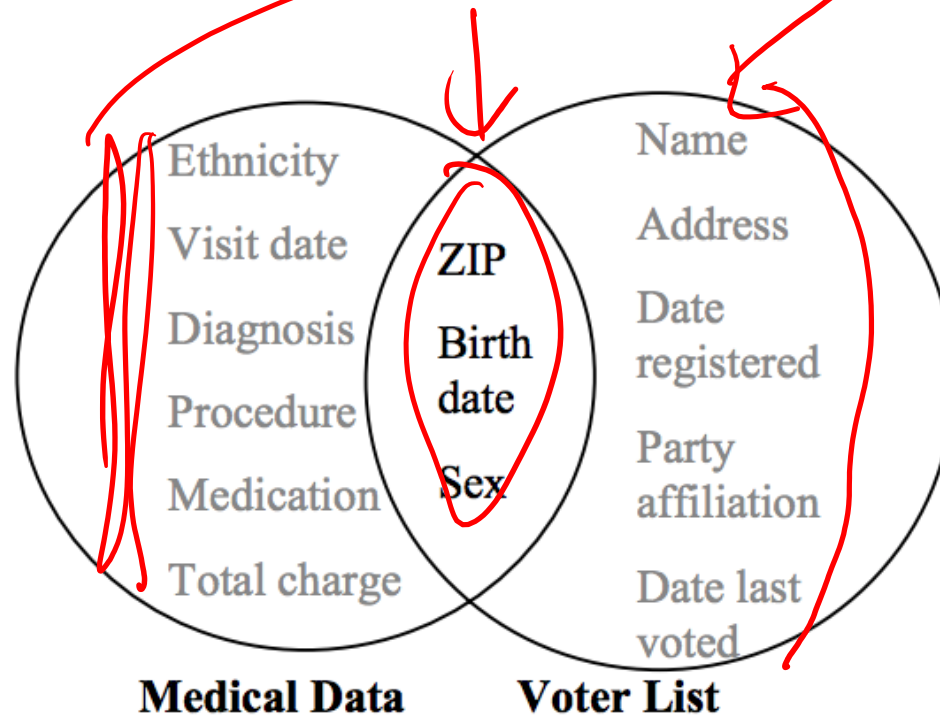 Ethnicity
Visit date
Diagnosis
Procedure
Medication
Total charge
ZIP
Birth
date
Sex
Name
Address
Date
registered
Party
affiliation
Date last
voted
Medical Data
Voter List